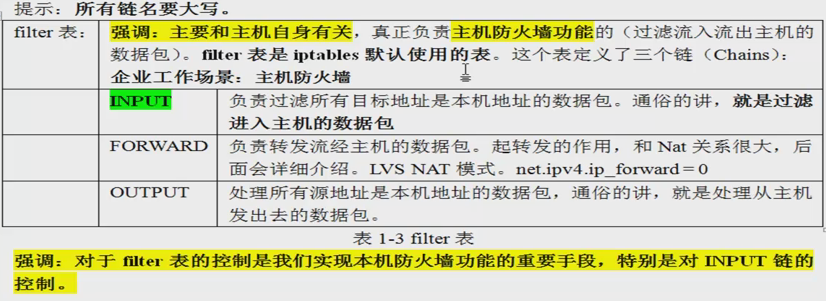 提示：所有链名要大写。
filter 表： 强调：主要和主机自身有关，真正负责主机防火墙功能的（过滤流入流出主机的
数据包）。filter 表是 iptables 默认使用的表。这个表定义了三个链（Chains）：
企业工作场景：主机防火墙
INPUT 负责过滤所有目标地址是本机地址的数据包。通俗的讲，就是过滤
进入主机的数据包
FORWARD 负责转发流经主机的数据包。起转发的作用，和 Nat 关系很大，后
面会详细介绍。LVS NAT 模式。net.ipv4.ip_forward＝0
OUTPUT 处理所有源地址是本机地址的数据包，通俗的讲，就是处理从主机
发出去的数据包。
表 1-3 filter 表
强调：对于 filter 表的控制是我们实现本机防火墙功能的重要手段，特别是对 INPUT 链的
控制。